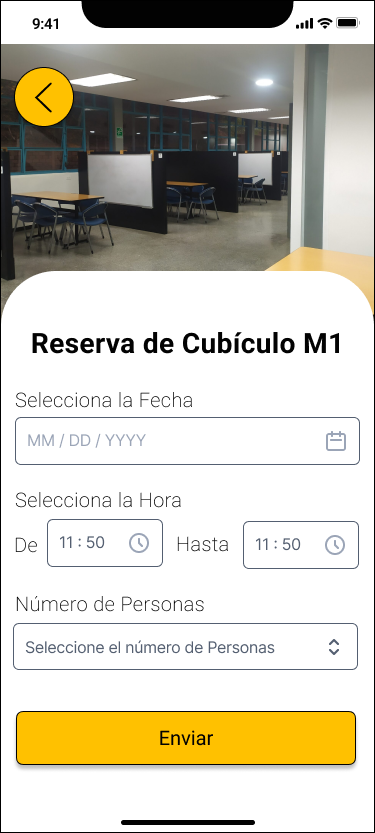 9:41
Reserva de Cubículo M1
Selecciona la Fecha
MM / DD / YYYY
Selecciona la Hora
De 11 : 50 Hasta 11 : 50
Número de Personas
Seleccione el número de Personas
Enviar